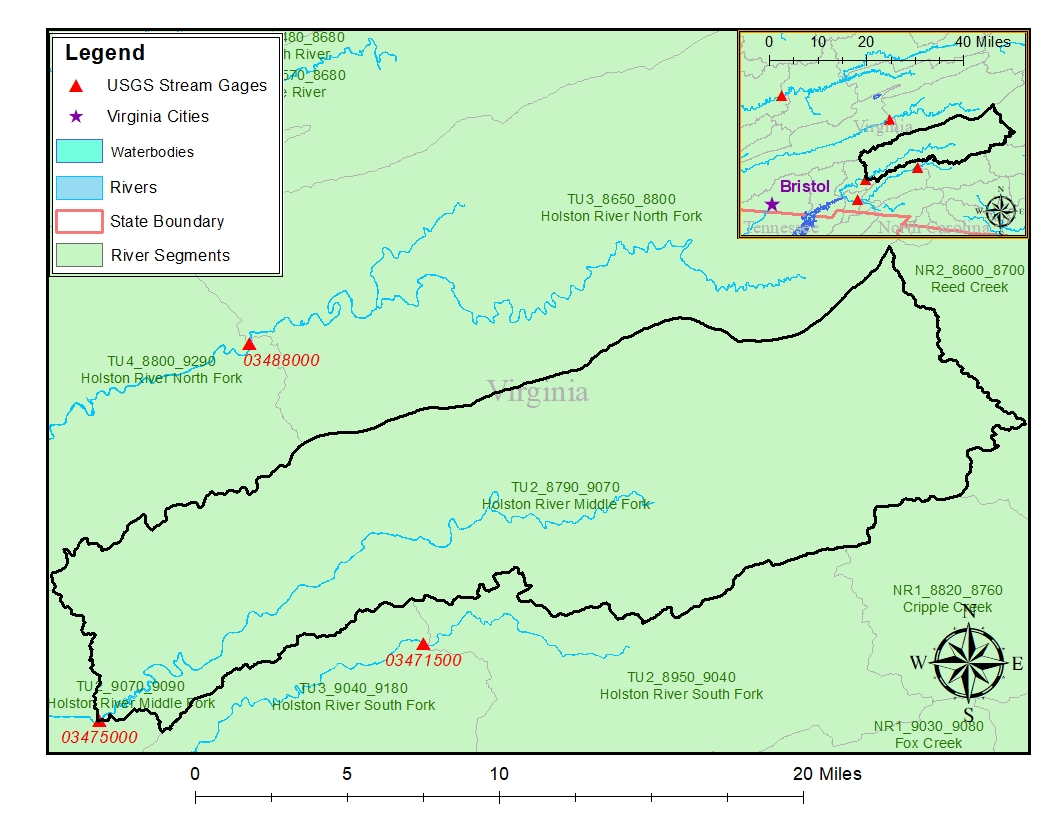 Legend
USGS Stream Gages
Virginia Cities
Waterbodies
Rivers
State Boundary
River Segments
480_8680
h River
570_8680
e River
0 10 20 40 Miles
Virginia
Bristol
Tennessee
North Carolina
N
W E
S
TU3_8650_8800
Holston River North Fork
NR2_8600_8700
Reed Creek
03488000
TU4_8800_9290
Holston River North Fork
Virginia
TU2_8790_9070
Holston River Middle Fork
NR1_8820_8760
Cripple Creek
N
W E
S
03471500
TU2_8950_9040
Holston River South Fork
TU3_9040_9180
Holston River South Fork
_9070_9090
Holston River Middle Fork
03475000
NR1_9030_9080
Fox Creek
0 5 10 20 Miles